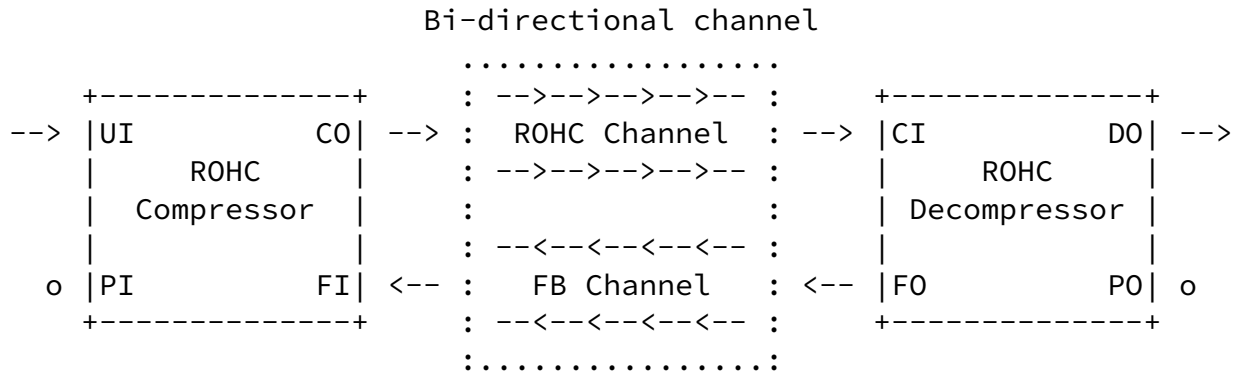 Bi-directional channel
..................
+--------------+ : -->-->-->-->-- : +--------------+
--> |UI CO| --> : ROHC Channel : --> |CI DO| -->
| ROHC | : -->-->-->-->-- : | ROHC |
| Compressor | : : | Decompressor |
| | : --<--<--<--<-- : | |
o |PI FI| <-- : FB Channel : <-- |FO PO| o
+--------------+ : --<--<--<--<-- : +--------------+
:................: